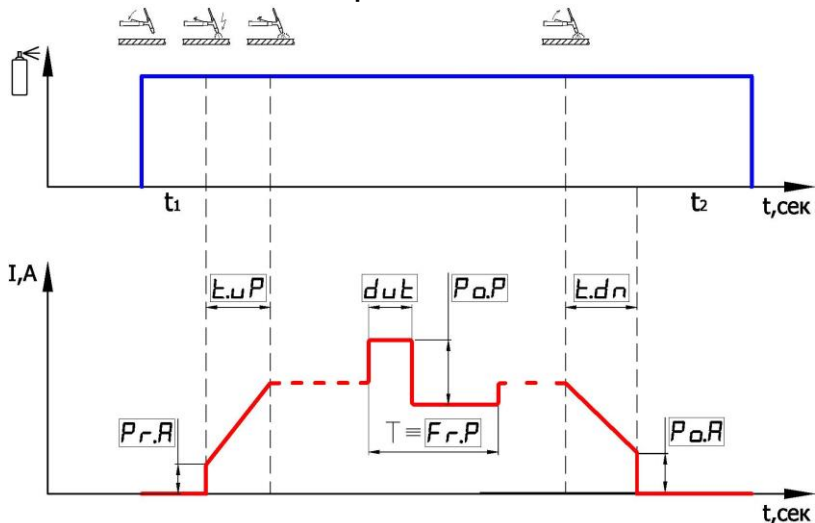 t₁
t₂
t,сек
I,A
t.uP
dut
Po.P
t.dn
Pr.A
T ≡ Fr.P
Po.A
t,сек